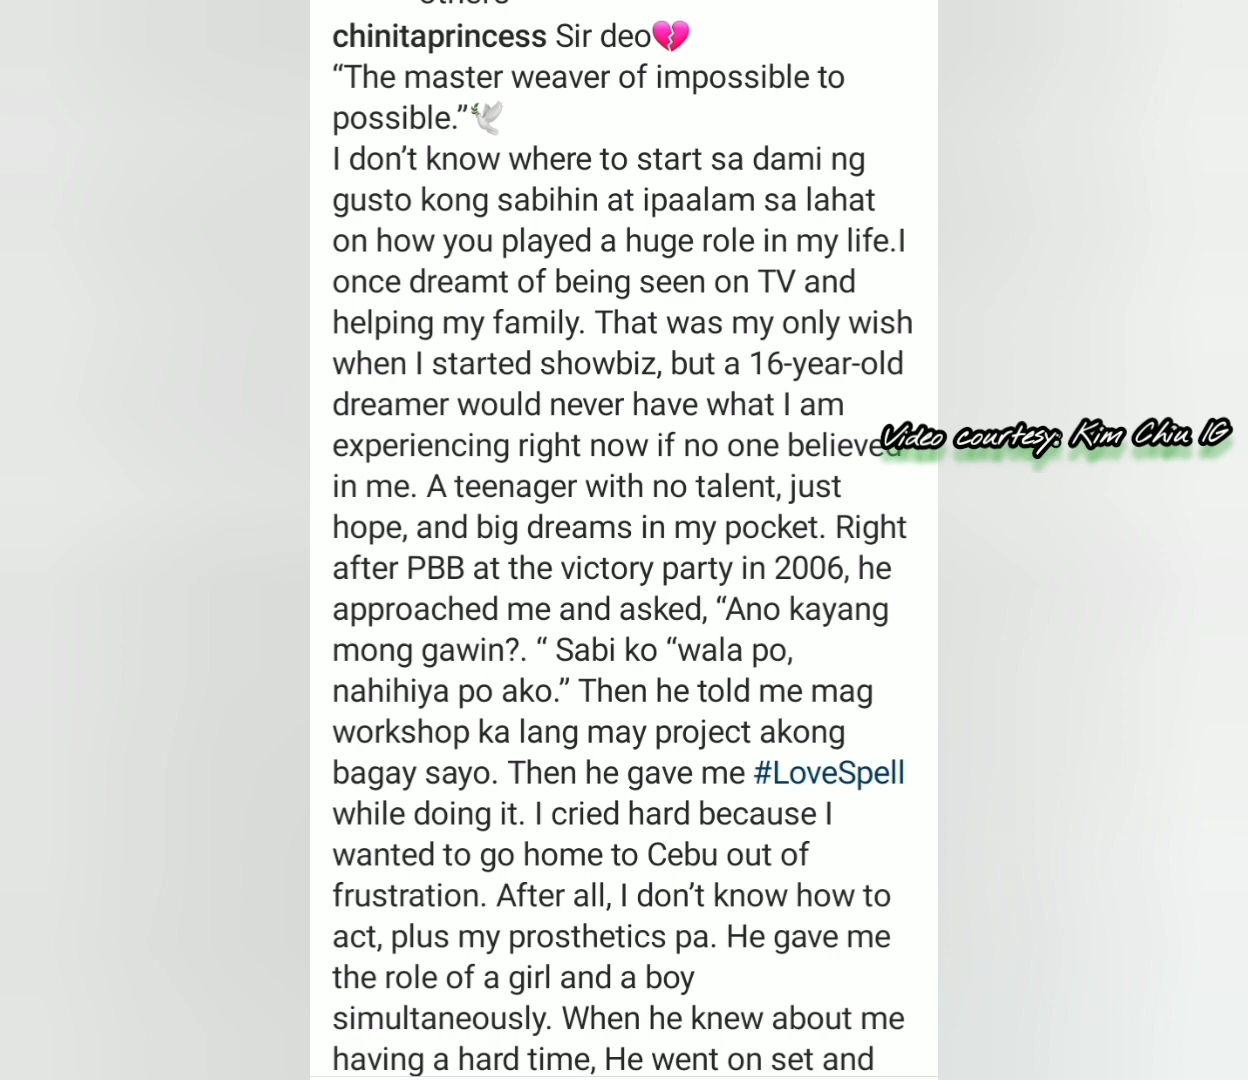 others
chinitaprincess Sir deo💔
“The master weaver of impossible to
possible.”🕊️
I don’t know where to start sa dami ng
gusto kong sabihin at ipaalam sa lahat
on how you played a huge role in my life.I
once dreamt of being seen on TV and
helping my family. That was my only wish
when I started showbiz, but a 16-year-old
dreamer would never have what I am
experiencing right now if no one believed
in me. A teenager with no talent, just
hope, and big dreams in my pocket. Right
after PBB at the victory party in 2006, he
approached me and asked, “Ano kayang
mong gawin?. “ Sabi ko “wala po,
nahihiya po ako.” Then he told me mag
workshop ka lang may project akong
bagay sayo. Then he gave me #LoveSpell
while doing it. I cried hard because I
wanted to go home to Cebu out of
frustration. After all, I don’t know how to
act, plus my prosthetics pa. He gave me
the role of a girl and a boy
simultaneously. When he knew about me
having a hard time, He went on set and
Video courtesy: Kim Chiu IG